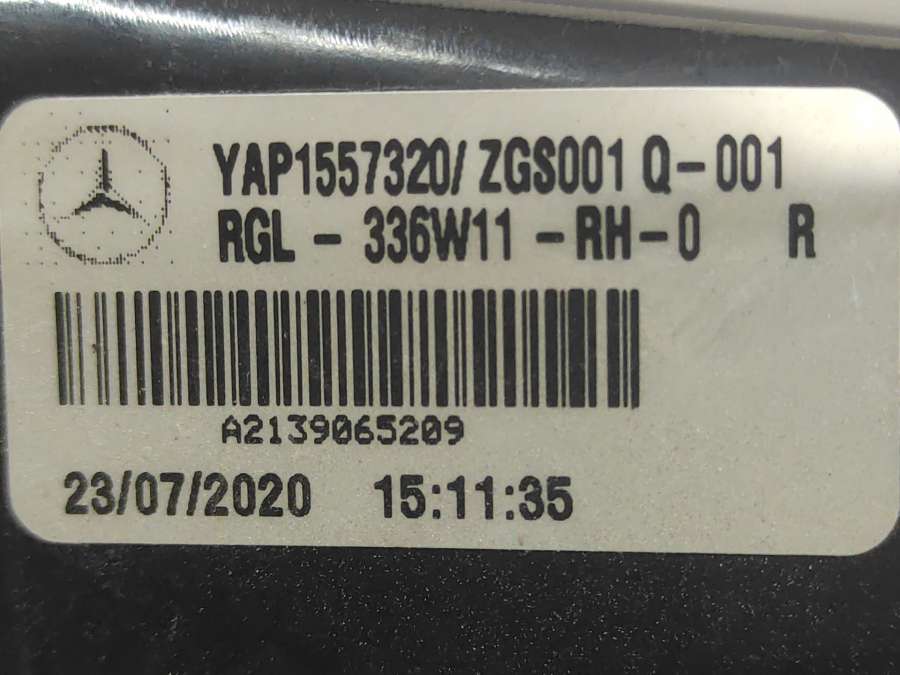 YAP1557320/ ZGS001 Q-001
RGL - 336W11 -RH-0 R
A2139065209
23/07/2020 15:11:35